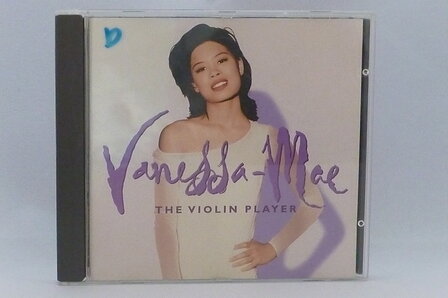 D
Vanessa-Mae
THE VIOLIN PLAYER